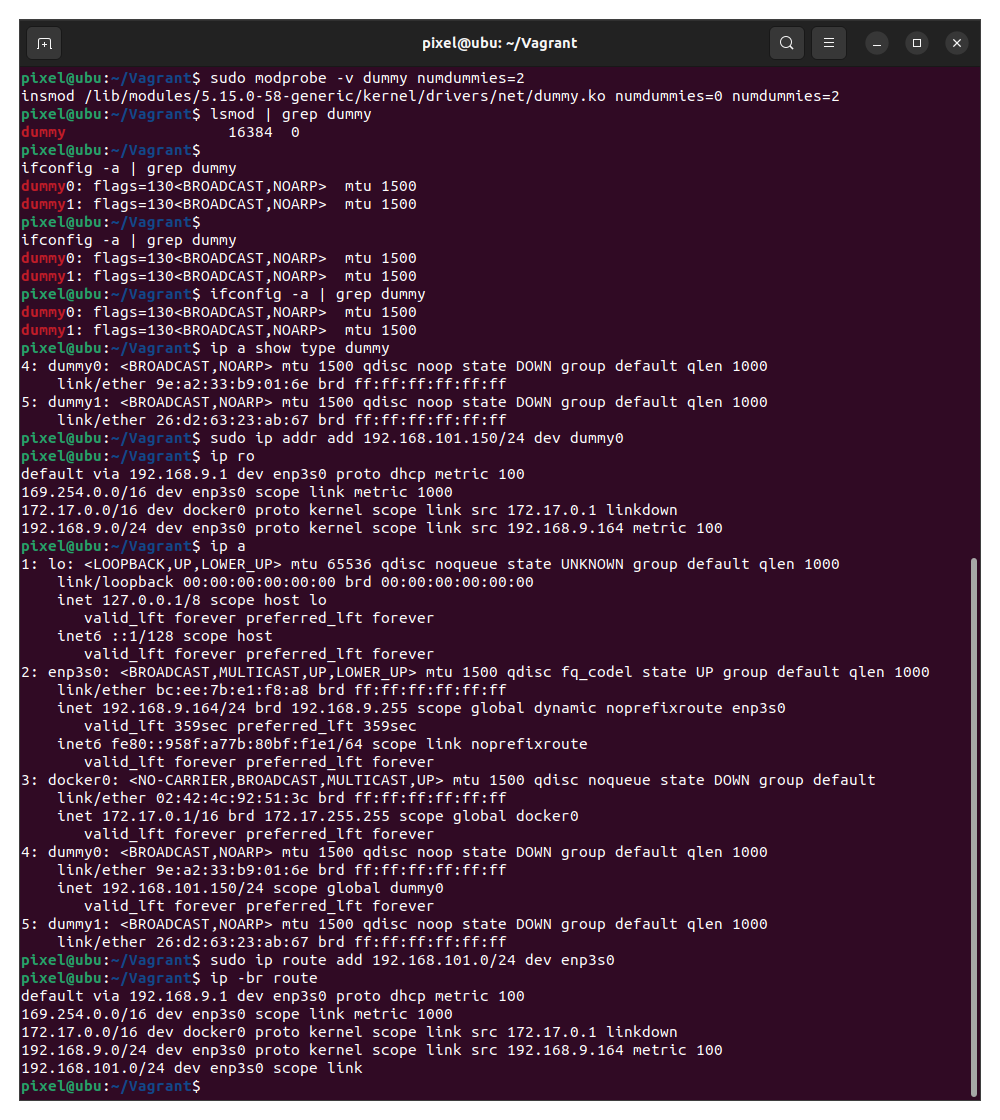 pixel@ubu: ~/Vagrant
pixel@ubu:~/Vagrant$ sudo modprobe -v dummy numdummies=2
insmod /lib/modules/5.15.0-58-generic/kernel/drivers/net/dummy.ko numdummies=0 numdummies=2
pixel@ubu:~/Vagrant$ lsmod | grep dummy
dummy                  16384  0
pixel@ubu:~/Vagrant$
ifconfig -a | grep dummy
dummy0: flags=130<BROADCAST,NOARP>  mtu 1500
dummy1: flags=130<BROADCAST,NOARP>  mtu 1500
pixel@ubu:~/Vagrant$
ifconfig -a | grep dummy
dummy0: flags=130<BROADCAST,NOARP>  mtu 1500
dummy1: flags=130<BROADCAST,NOARP>  mtu 1500
pixel@ubu:~/Vagrant$ ifconfig -a | grep dummy
dummy0: flags=130<BROADCAST,NOARP>  mtu 1500
dummy1: flags=130<BROADCAST,NOARP>  mtu 1500
pixel@ubu:~/Vagrant$ ip a show type dummy
4: dummy0: <BROADCAST,NOARP> mtu 1500 qdisc noop state DOWN group default qlen 1000
    link/ether 9e:a2:33:b9:01:6e brd ff:ff:ff:ff:ff:ff
5: dummy1: <BROADCAST,NOARP> mtu 1500 qdisc noop state DOWN group default qlen 1000
    link/ether 26:d2:63:23:ab:67 brd ff:ff:ff:ff:ff:ff
pixel@ubu:~/Vagrant$ sudo ip addr add 192.168.101.150/24 dev dummy0
pixel@ubu:~/Vagrant$ ip ro
default via 192.168.9.1 dev enp3s0 proto dhcp metric 100
169.254.0.0/16 dev enp3s0 scope link metric 1000
172.17.0.0/16 dev docker0 proto kernel scope link src 172.17.0.1 linkdown
192.168.9.0/24 dev enp3s0 proto kernel scope link src 192.168.9.164 metric 100
pixel@ubu:~/Vagrant$ ip a
1: lo: <LOOPBACK,UP,LOWER_UP> mtu 65536 qdisc noqueue state UNKNOWN group default qlen 1000
    link/loopback 00:00:00:00:00:00 brd 00:00:00:00:00:00
    inet 127.0.0.1/8 scope host lo
       valid_lft forever preferred_lft forever
    inet6 ::1/128 scope host
       valid_lft forever preferred_lft forever
2: enp3s0: <BROADCAST,MULTICAST,UP,LOWER_UP> mtu 1500 qdisc fq_codel state UP group default qlen 1000
    link/ether bc:ee:7b:e1:f8:a8 brd ff:ff:ff:ff:ff:ff
    inet 192.168.9.164/24 brd 192.168.9.255 scope global dynamic noprefixroute enp3s0
       valid_lft 359sec preferred_lft 359sec
    inet6 fe80::958f:a77b:80bf:f1e1/64 scope link noprefixroute
       valid_lft forever preferred_lft forever
3: docker0: <NO-CARRIER,BROADCAST,MULTICAST,UP> mtu 1500 qdisc noqueue state DOWN group default
    link/ether 02:42:4c:92:51:3c brd ff:ff:ff:ff:ff:ff
    inet 172.17.0.1/16 brd 172.17.255.255 scope global docker0
       valid_lft forever preferred_lft forever
4: dummy0: <BROADCAST,NOARP> mtu 1500 qdisc noop state DOWN group default qlen 1000
    link/ether 9e:a2:33:b9:01:6e brd ff:ff:ff:ff:ff:ff
    inet 192.168.101.150/24 scope global dummy0
       valid_lft forever preferred_lft forever
5: dummy1: <BROADCAST,NOARP> mtu 1500 qdisc noop state DOWN group default qlen 1000
    link/ether 26:d2:63:23:ab:67 brd ff:ff:ff:ff:ff:ff
pixel@ubu:~/Vagrant$ sudo ip route add 192.168.101.0/24 dev enp3s0
pixel@ubu:~/Vagrant$ ip -br route
default via 192.168.9.1 dev enp3s0 proto dhcp metric 100
169.254.0.0/16 dev enp3s0 scope link metric 1000
172.17.0.0/16 dev docker0 proto kernel scope link src 172.17.0.1 linkdown
192.168.9.0/24 dev enp3s0 proto kernel scope link src 192.168.9.164 metric 100
192.168.101.0/24 dev enp3s0 scope link
pixel@ubu:~/Vagrant$